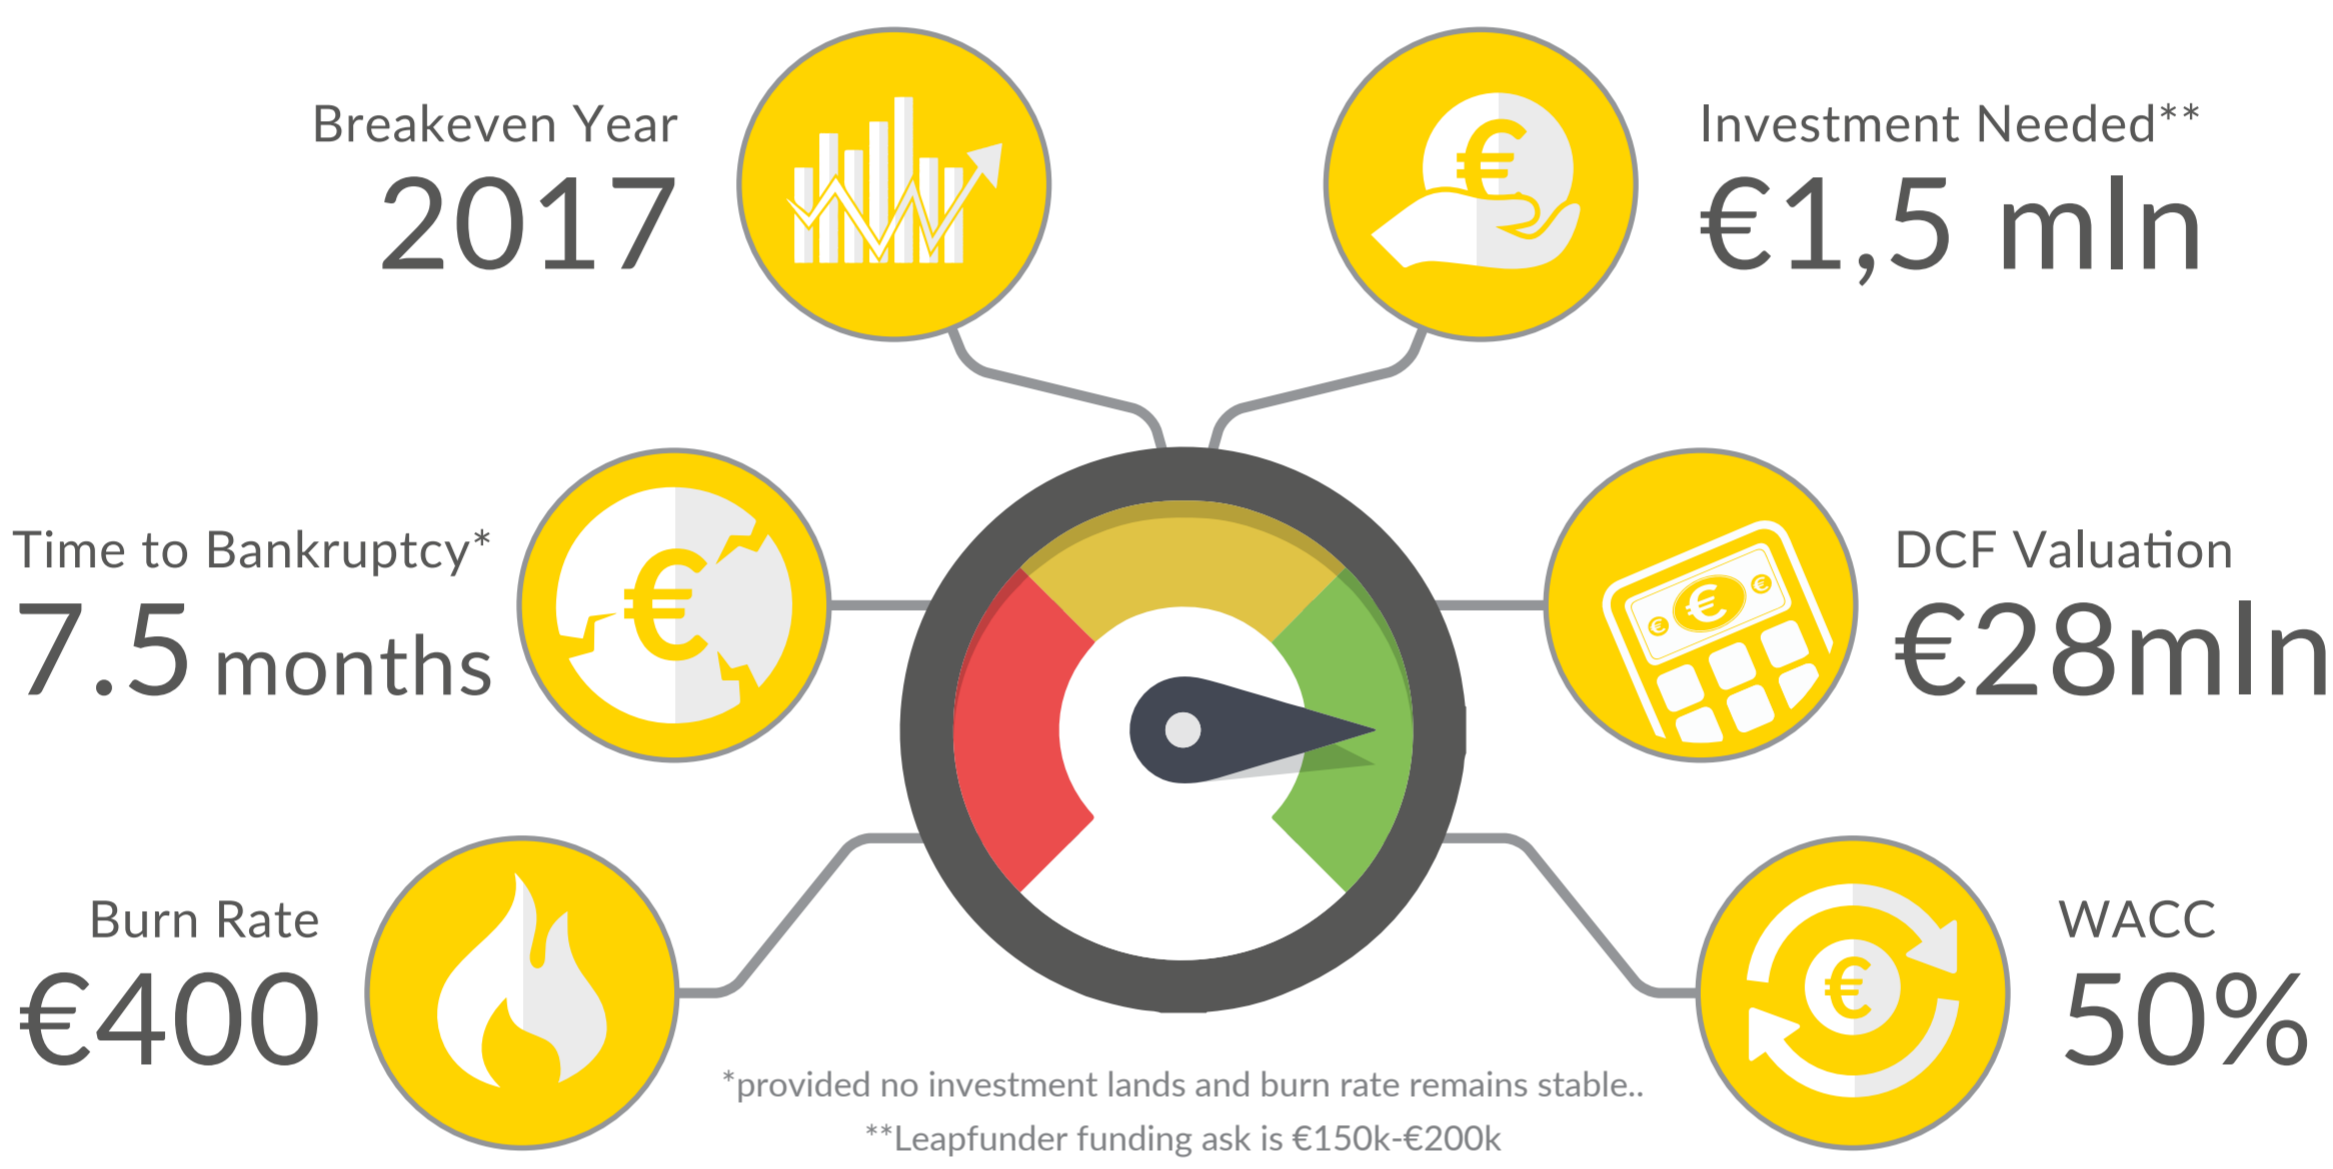 Breakeven Year
2017
Investment Needed**
€1,5 mln
Time to Bankruptcy*
7.5 months
DCF Valuation
€28mln
Burn Rate
€400
WACC
50%
*provided no investment lands and burn rate remains stable..
**Leapfunder funding ask is €150k-€200k